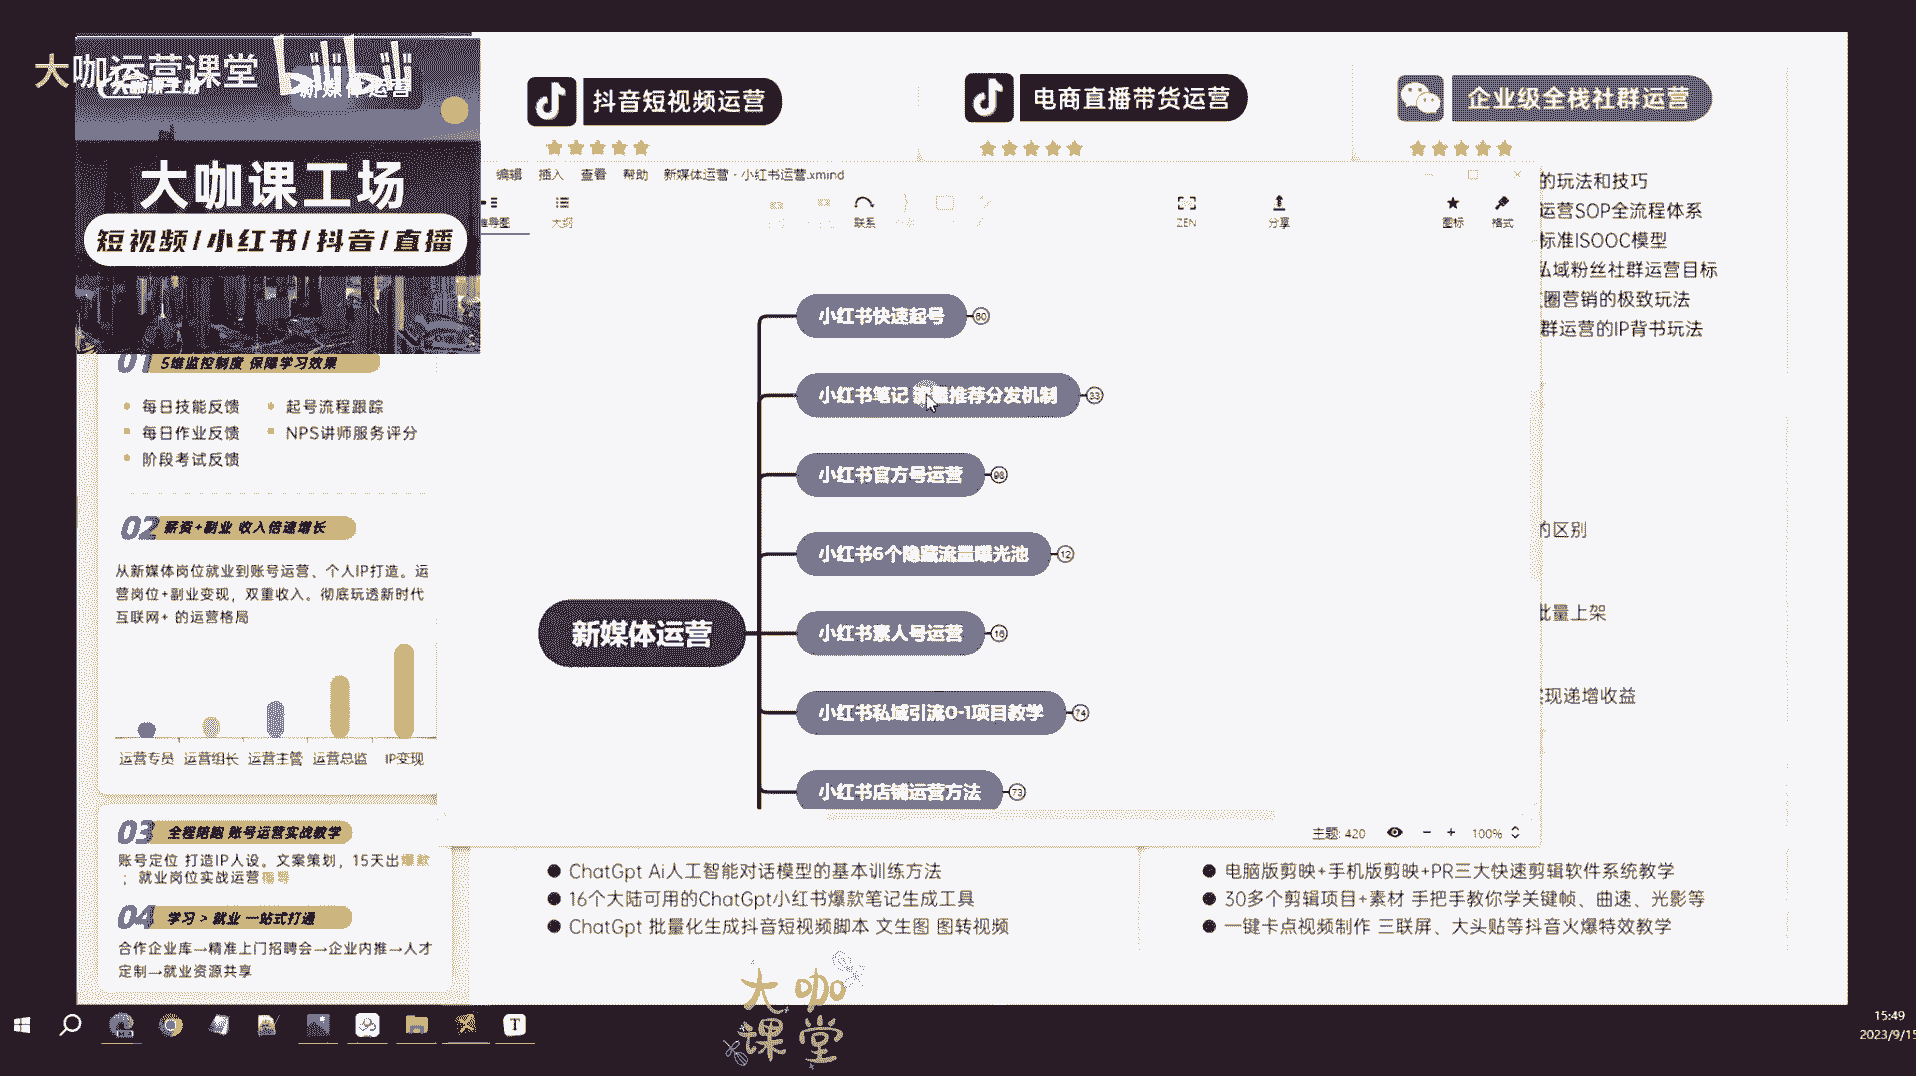 大咖运营课堂
新媒体运营
大咖课工场
短视频/小红书/抖音/直播
抖音短视频运营
电商直播带货运营
企业级全栈社群运营
编辑 插入 查看 帮助 新媒体运营 - 小红书运营.xmind
大纲
联系
ZEN
分享
图标
格式
的玩法和技巧
运营SOP全流程体系
标准ISOOC模型
私域粉丝社群运营目标
圈营销的极致玩法
群运营的IP背书玩法
的区别
批量上架
实现递增收益
01 5维监控制度 保障学习效果
每日技能反馈
起号流程跟踪
每日作业反馈
NPS讲师服务评分
阶段考试反馈
02 薪资+副业 收入倍速增长
从新媒体岗位就业到账号运营、个人IP打造。运
营岗位+副业变现，双重收入。彻底玩透新时代
互联网+ 的运营格局
运营专员 运营组长 运营主管 运营总监 IP变现
03 全程陪跑 账号运营实战教学
账号定位 打造IP人设。文案策划，15天出爆款
；就业岗位实战运营指导
04 学习 > 就业 一站式打通
合作企业库→精准上门招聘会→企业内推→人才
定制→就业资源共享
新媒体运营
小红书快速起号 60
小红书笔记 流量推荐分发机制 33
小红书官方号运营 98
小红书6个隐藏流量曝光池 12
小红书素人号运营 16
小红书私域引流0-1项目教学 74
小红书店铺运营方法 73
主题: 420
100%
ChatGpt Ai人工智能对话模型的基本训练方法
16个大陆可用的ChatGpt小红书爆款笔记生成工具
ChatGpt 批量化生成抖音短视频脚本 文生图 图转视频
电脑版剪映+手机版剪映+PR三大快速剪辑软件系统教学
30多个剪辑项目+素材 手把手教你学关键帧、曲速、光影等
一键卡点视频制作 三联屏、大头贴等抖音火爆特效教学
大咖
课堂
15:49
2023/9/15